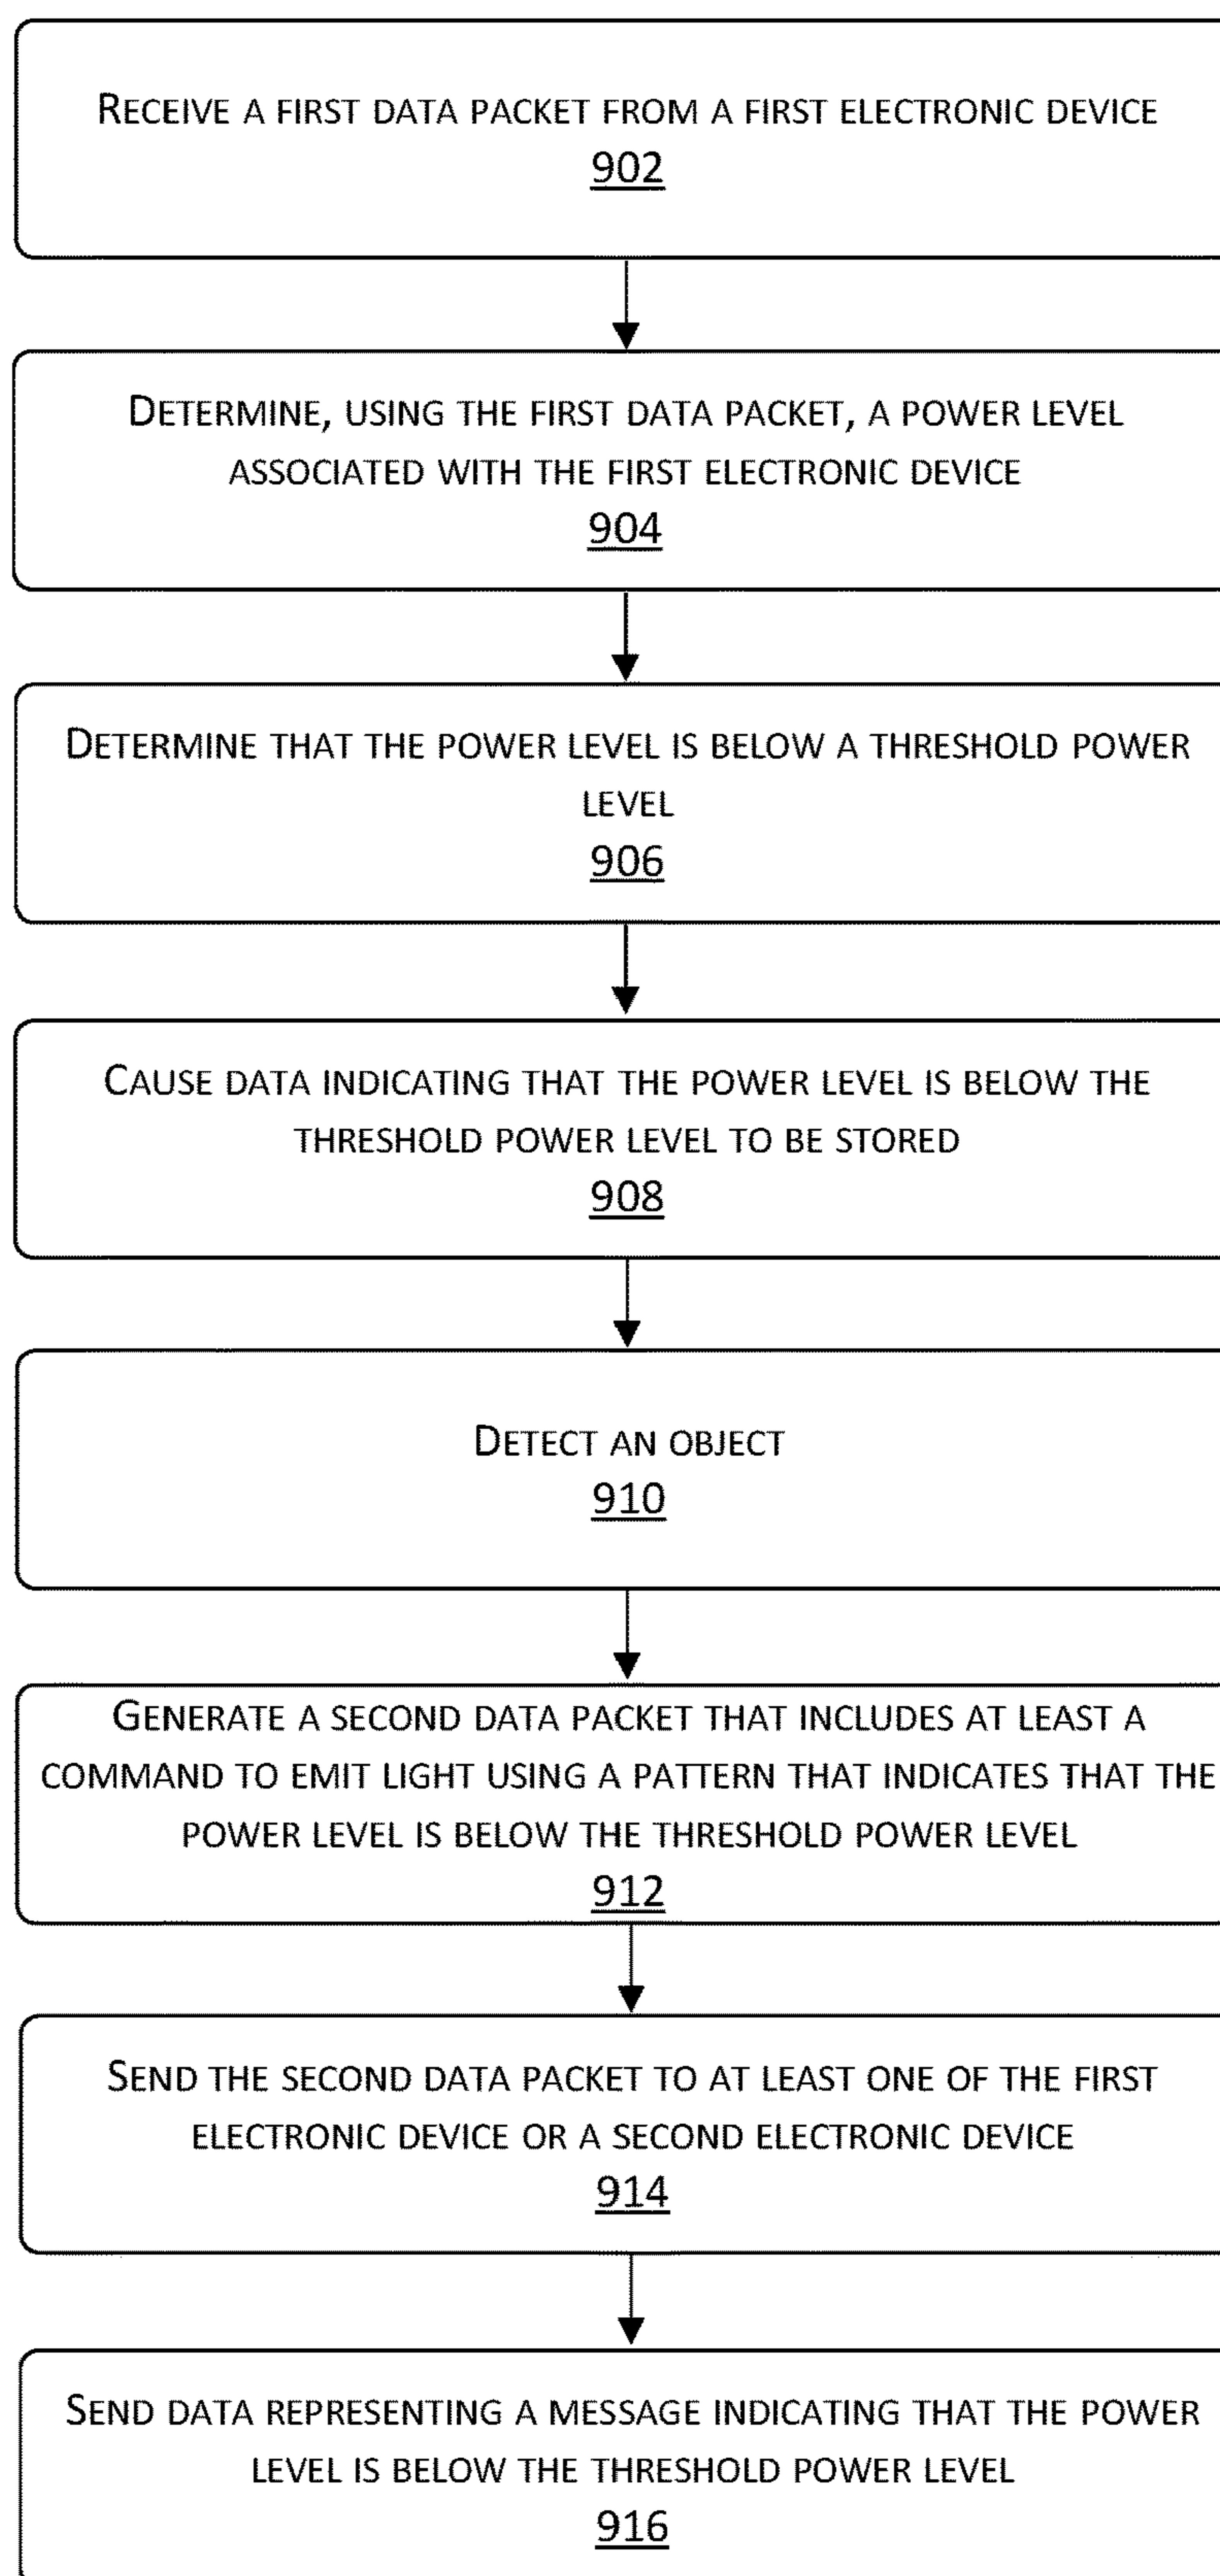 RECEIVE A FIRST DATA PACKET FROM A FIRST ELECTRONIC DEVICE
902
DETERMINE, USING THE FIRST DATA PACKET, A POWER LEVEL
ASSOCIATED WITH THE FIRST ELECTRONIC DEVICE
904
DETERMINE THAT THE POWER LEVEL IS BELOW A THRESHOLD POWER
LEVEL
906
CAUSE DATA INDICATING THAT THE POWER LEVEL IS BELOW THE
THRESHOLD POWER LEVEL TO BE STORED
908
DETECT AN OBJECT
910
GENERATE A SECOND DATA PACKET THAT INCLUDES AT LEAST A
COMMAND TO EMIT LIGHT USING A PATTERN THAT INDICATES THAT THE
POWER LEVEL IS BELOW THE THRESHOLD POWER LEVEL
912
SEND THE SECOND DATA PACKET TO AT LEAST ONE OF THE FIRST
ELECTRONIC DEVICE OR A SECOND ELECTRONIC DEVICE
914
SEND DATA REPRESENTING A MESSAGE INDICATING THAT THE POWER
LEVEL IS BELOW THE THRESHOLD POWER LEVEL
916